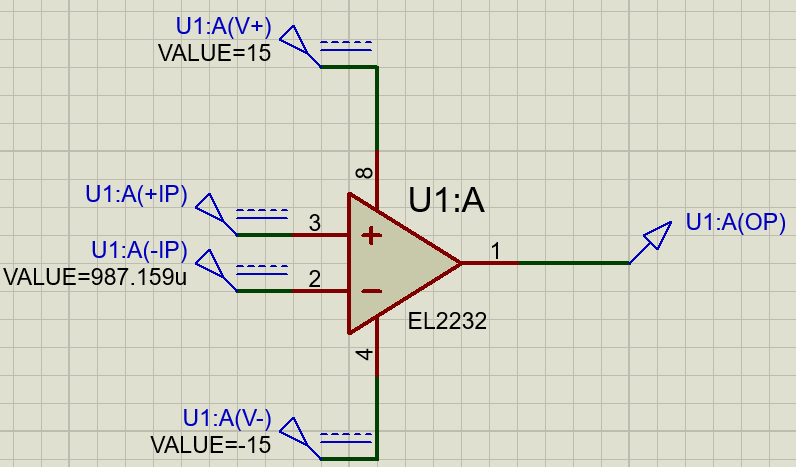 U1:A(V+)
VALUE=15
8
U1:A
U1:A(+IP)
3
+
U1:A(-IP)
VALUE=987.159u
2
−
1
U1:A(OP)
EL2232
4
U1:A(V-)
VALUE=-15